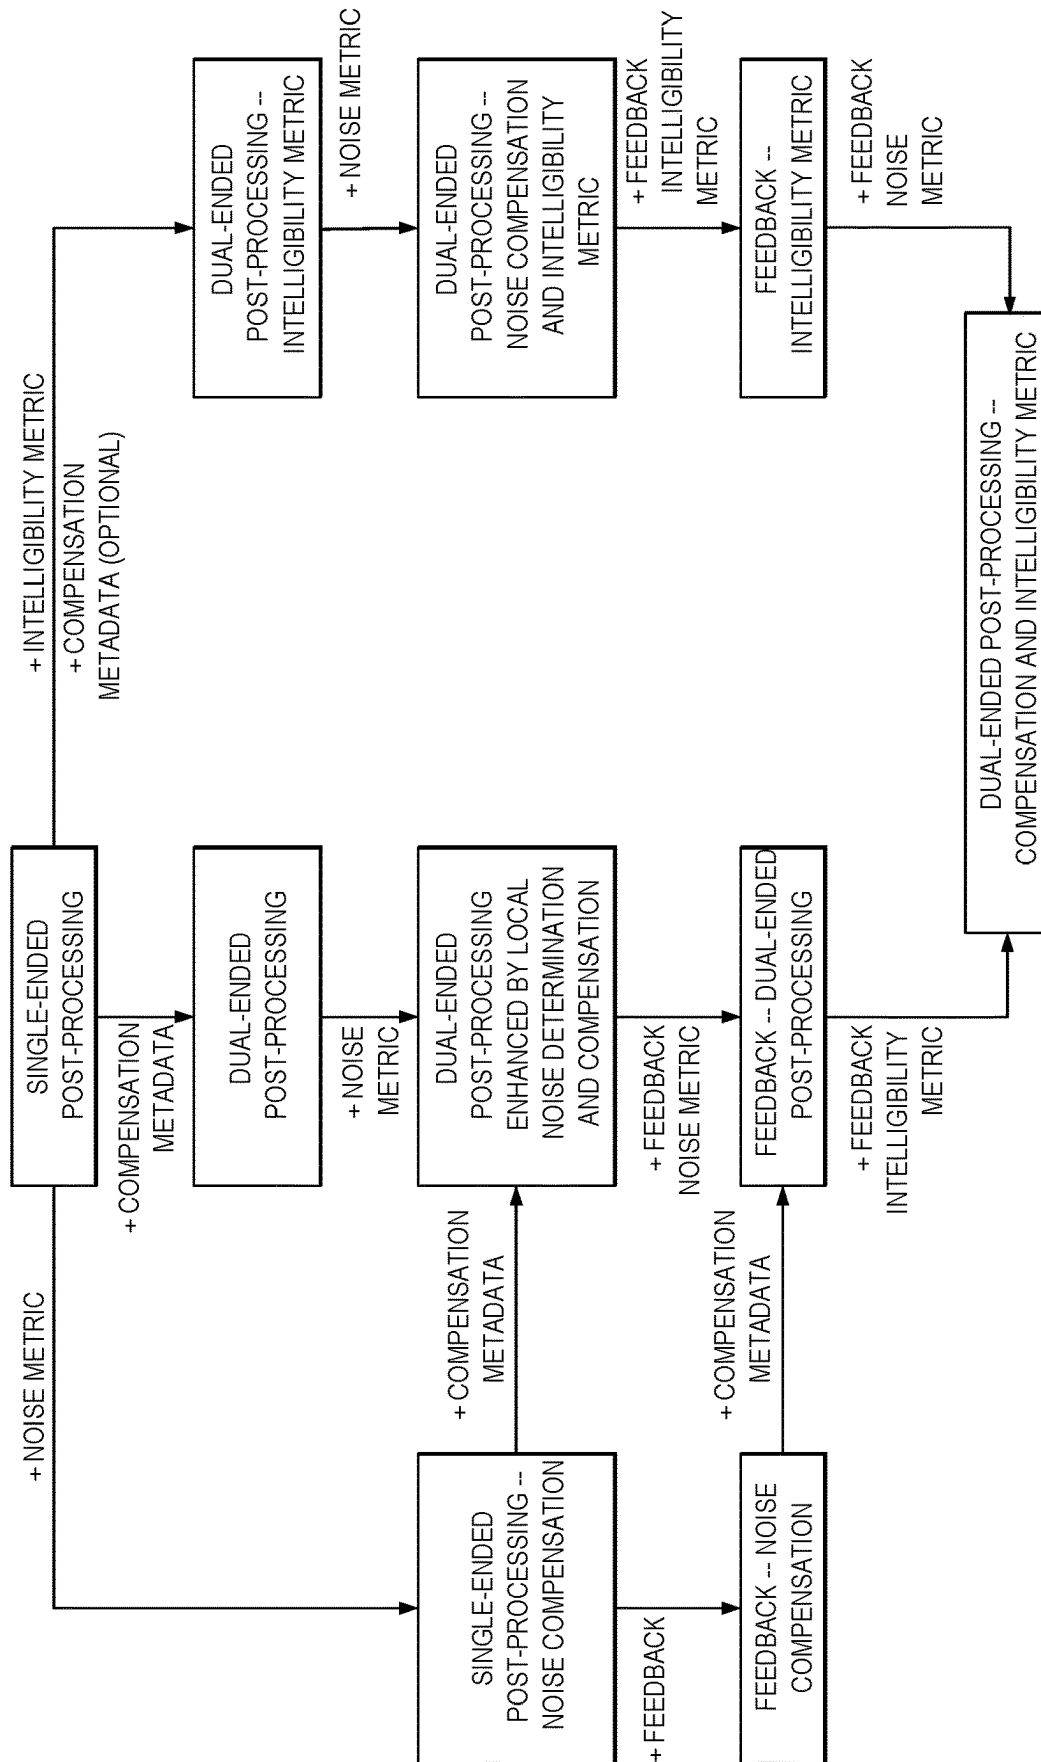 SINGLE-ENDED
POST-PROCESSING
+ NOISE METRIC
+ COMPENSATION
METADATA
+ INTELLIGIBILITY METRIC
+ COMPENSATION
METADATA (OPTIONAL)
DUAL-ENDED
POST-PROCESSING
DUAL-ENDED
POST-PROCESSING --
INTELLIGIBILITY METRIC
+ NOISE
METRIC
+ NOISE METRIC
SINGLE-ENDED
POST-PROCESSING --
NOISE COMPENSATION
+ COMPENSATION
METADATA
DUAL-ENDED
POST-PROCESSING
ENHANCED BY LOCAL
NOISE DETERMINATION
AND COMPENSATION
DUAL-ENDED
POST-PROCESSING --
NOISE COMPENSATION
AND INTELLIGIBILITY
METRIC
+ FEEDBACK
+ FEEDBACK
NOISE METRIC
+ FEEDBACK
INTELLIGIBILITY
METRIC
FEEDBACK -- NOISE
COMPENSATION
+ COMPENSATION
METADATA
FEEDBACK -- DUAL-ENDED
POST-PROCESSING
FEEDBACK --
INTELLIGIBILITY METRIC
+ FEEDBACK
INTELLIGIBILITY
METRIC
+ FEEDBACK
NOISE
METRIC
DUAL-ENDED POST-PROCESSING --
COMPENSATION AND INTELLIGIBILITY METRIC